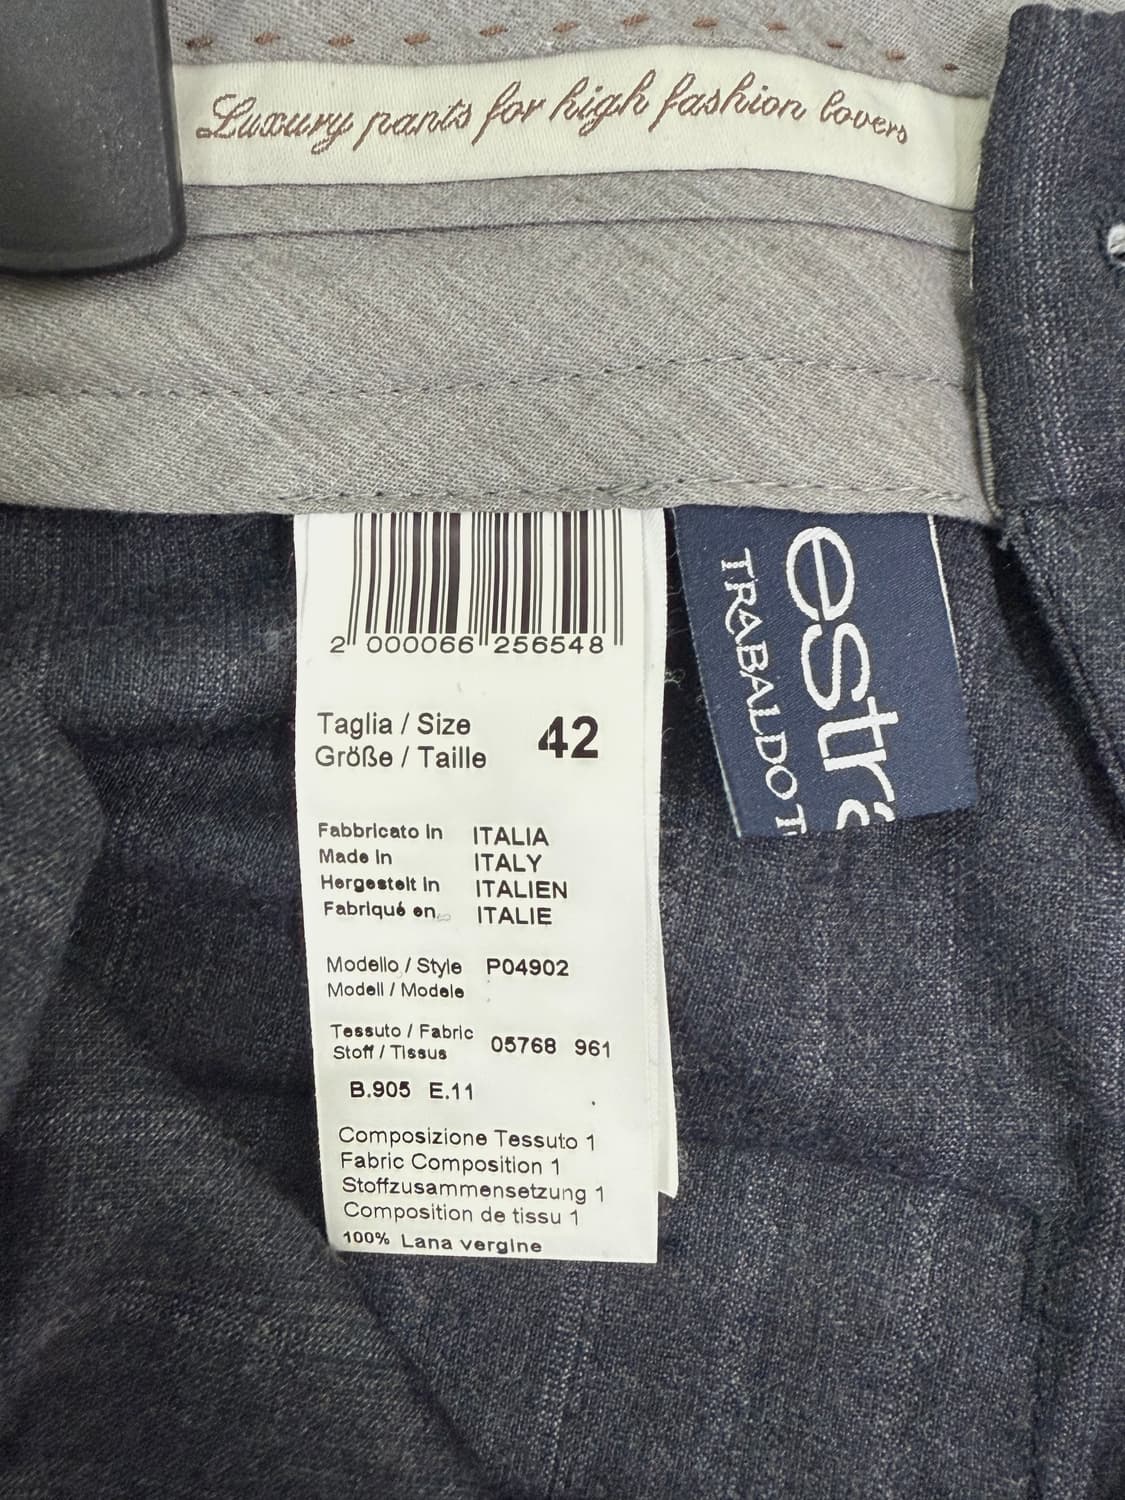 Luxury pants for high fashion lovers
2 000066 256548
Taglia / Size
Größe / Taille
42
Fabbricato in ITALIA
Made in ITALY
Hergestelt in ITALIEN
Fabriqué en ITALIE
Modello / Style P04902
Modell / Modele
Tessuto / Fabric
Stoff / Tissus
05768 961
B.905 E.11
Composizione Tessuto 1
Fabric Composition 1
Stoffzusammensetzung 1
Composition de tissu 1
100% Lana vergine
estr
TRABALDO T